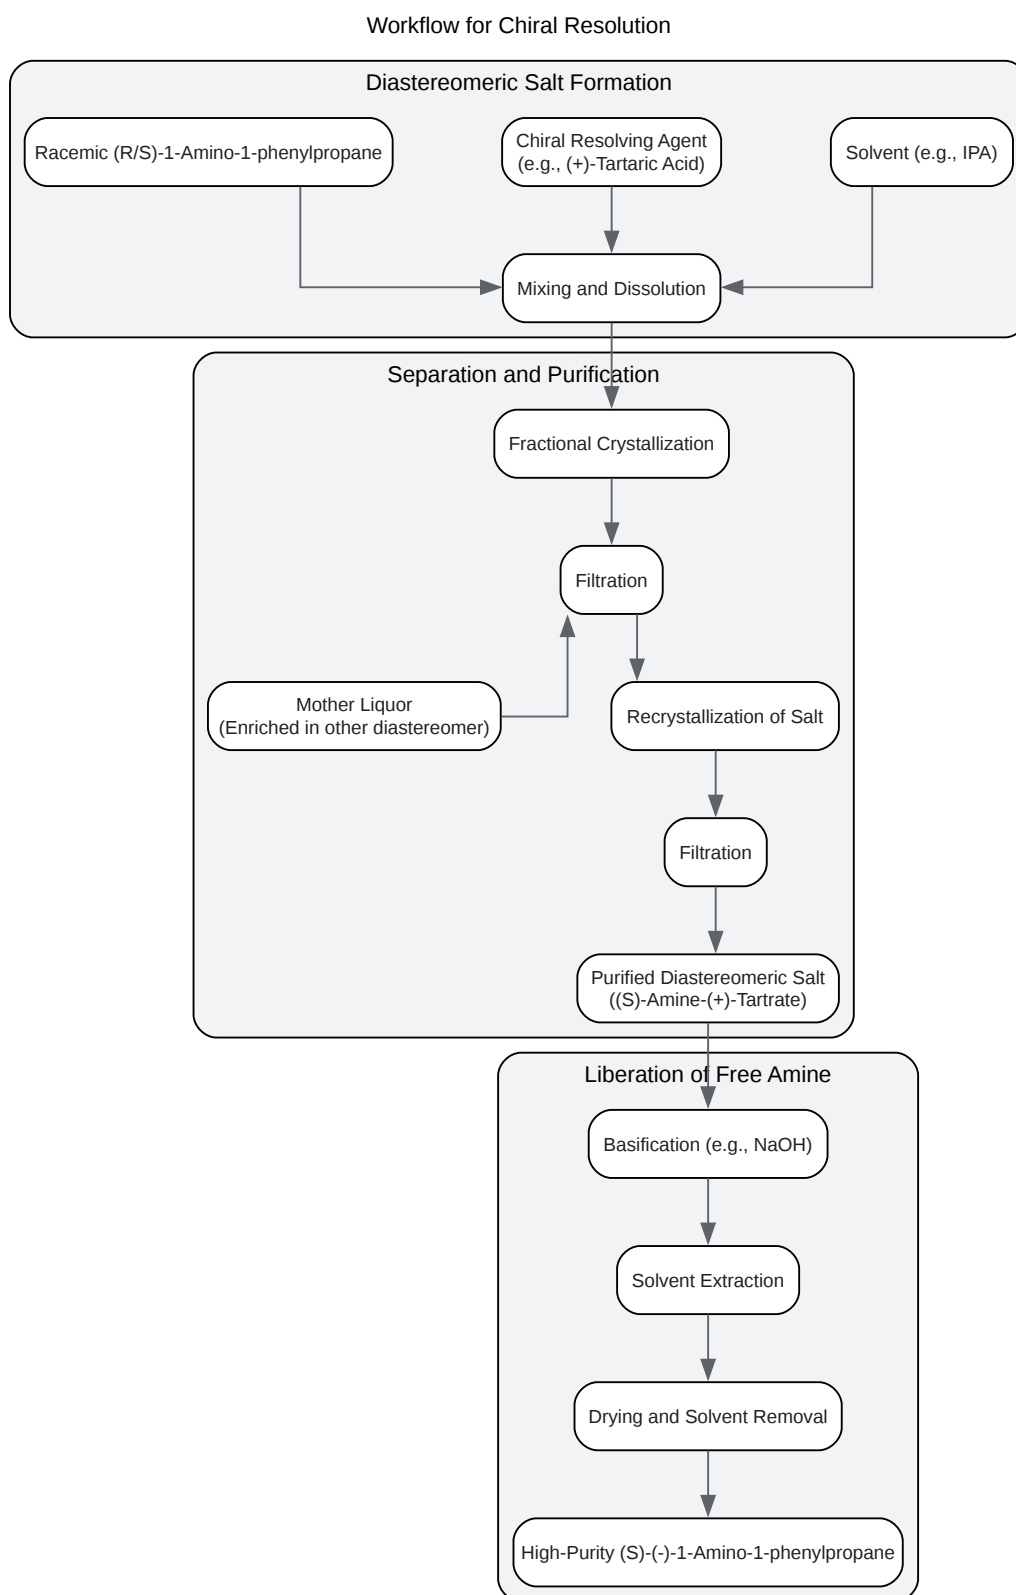 Workflow for Chiral Resolution
Diastereomeric Salt Formation
Racemic (R/S)-1-Amino-1-phenylpropane
Chiral Resolving Agent
(e.g., (+)-Tartaric Acid)
Solvent (e.g., IPA)
Mixing and Dissolution
Separation and Purification
Fractional Crystallization
Filtration
Mother Liquor
(Enriched in other diastereomer)
Recrystallization of Salt
Filtration
Purified Diastereomeric Salt
((S)-Amine-(+)-Tartrate)
Liberation of Free Amine
Basification (e.g., NaOH)
Solvent Extraction
Drying and Solvent Removal
High-Purity (S)-(-)-1-Amino-1-phenylpropane